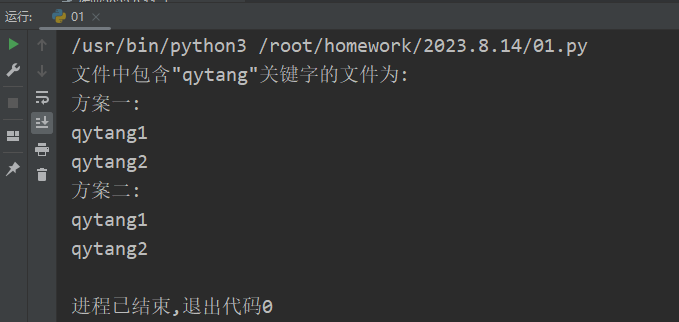 运行:
01
/usr/bin/python3 /root/homework/2023.8.14/01.py
文件中包含"qytang"关键字的文件为:
方案一:
qytang1
qytang2
方案二:
qytang1
qytang2
进程已结束,退出代码0